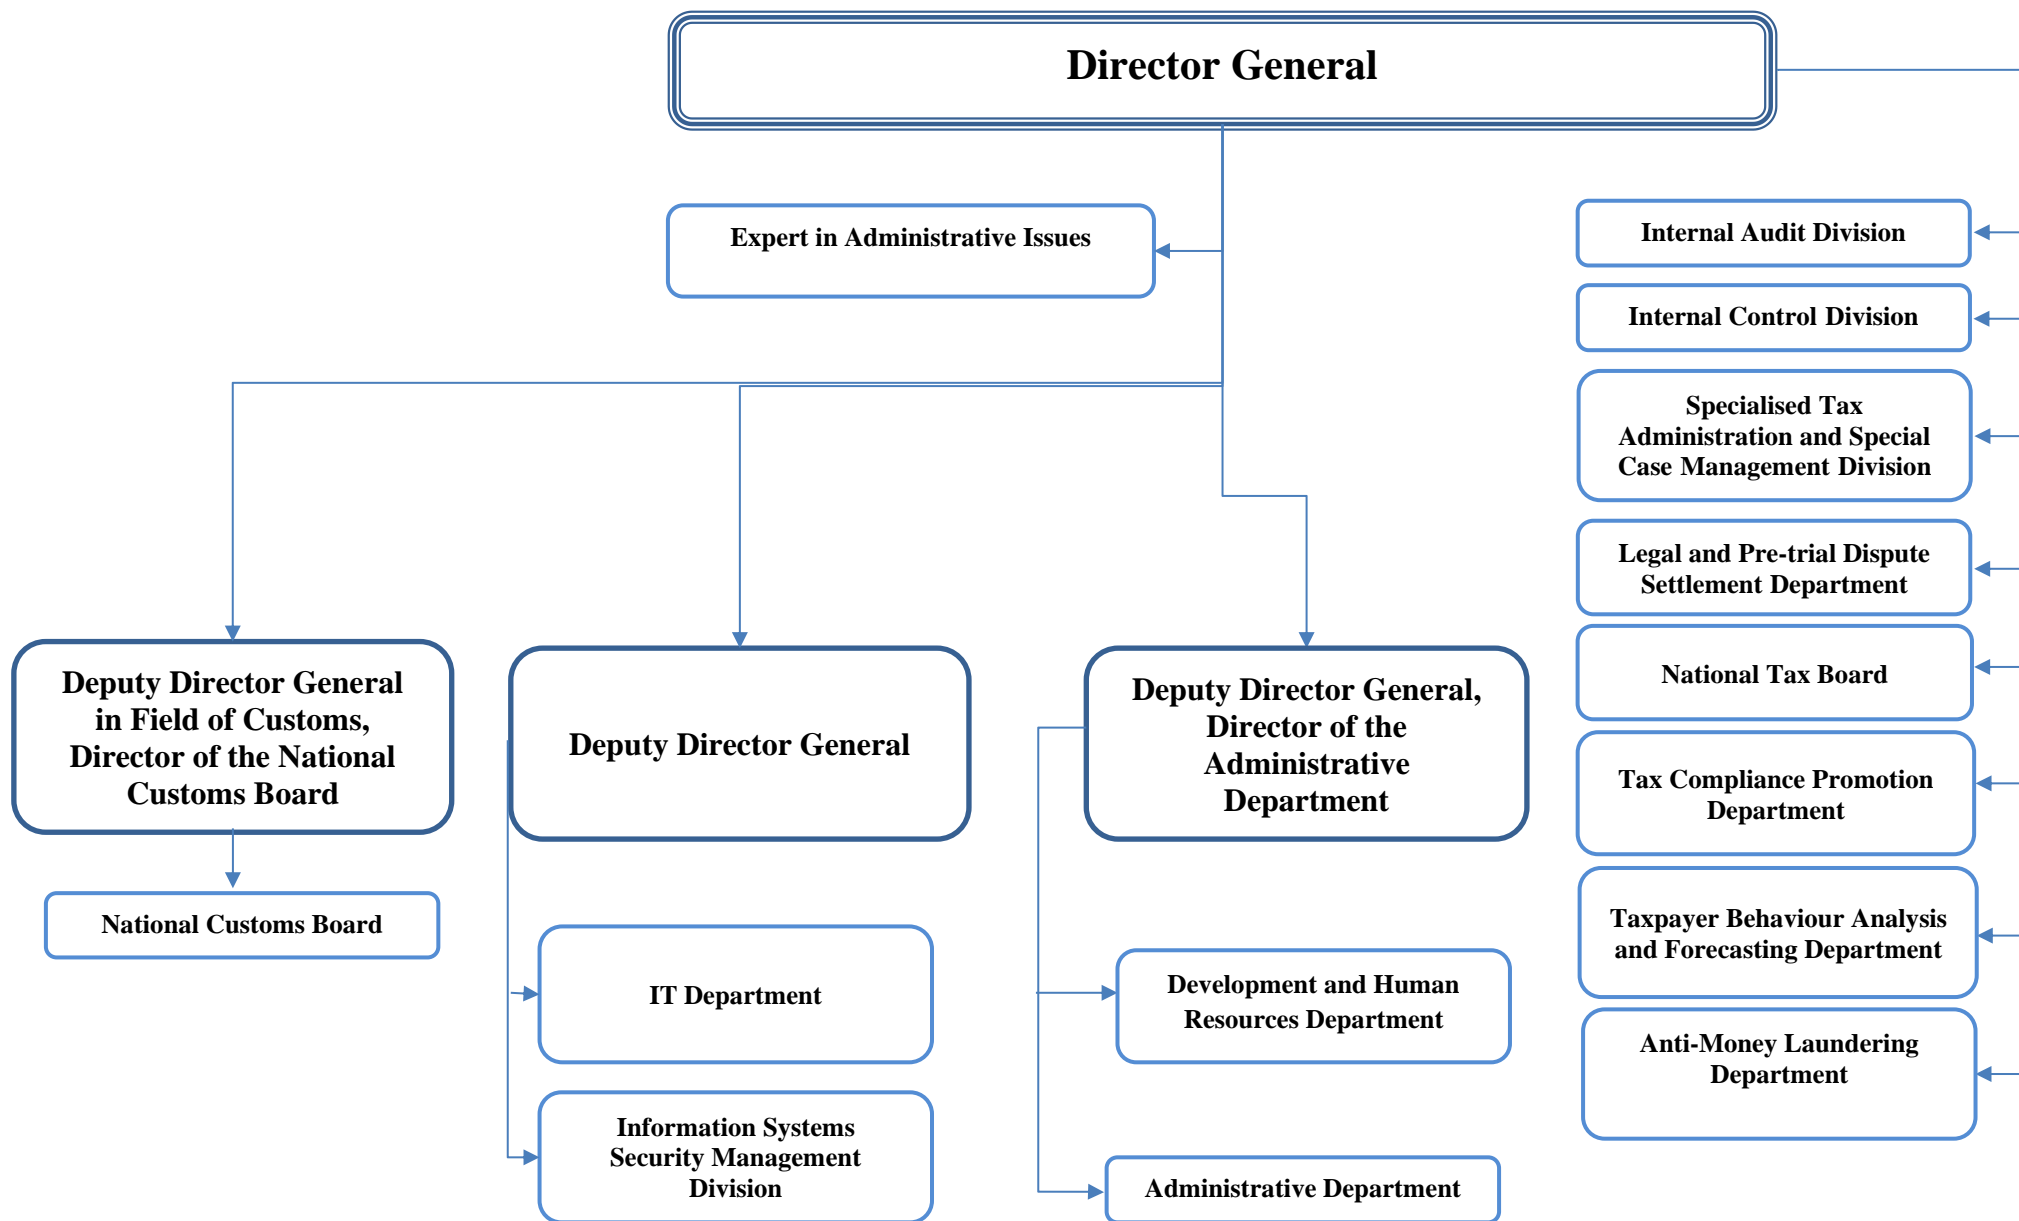 Director General
Expert in Administrative Issues
Internal Audit Division
Internal Control Division
Specialised Tax
Administration and Special
Case Management Division
Legal and Pre-trial Dispute
Settlement Department
National Tax Board
Tax Compliance Promotion
Department
Taxpayer Behaviour Analysis
and Forecasting Department
Anti-Money Laundering
Department
Deputy Director General
in Field of Customs,
Director of the National
Customs Board
National Customs Board
Deputy Director General
IT Department
Information Systems
Security Management
Division
Deputy Director General,
Director of the
Administrative
Department
Development and Human
Resources Department
Administrative Department